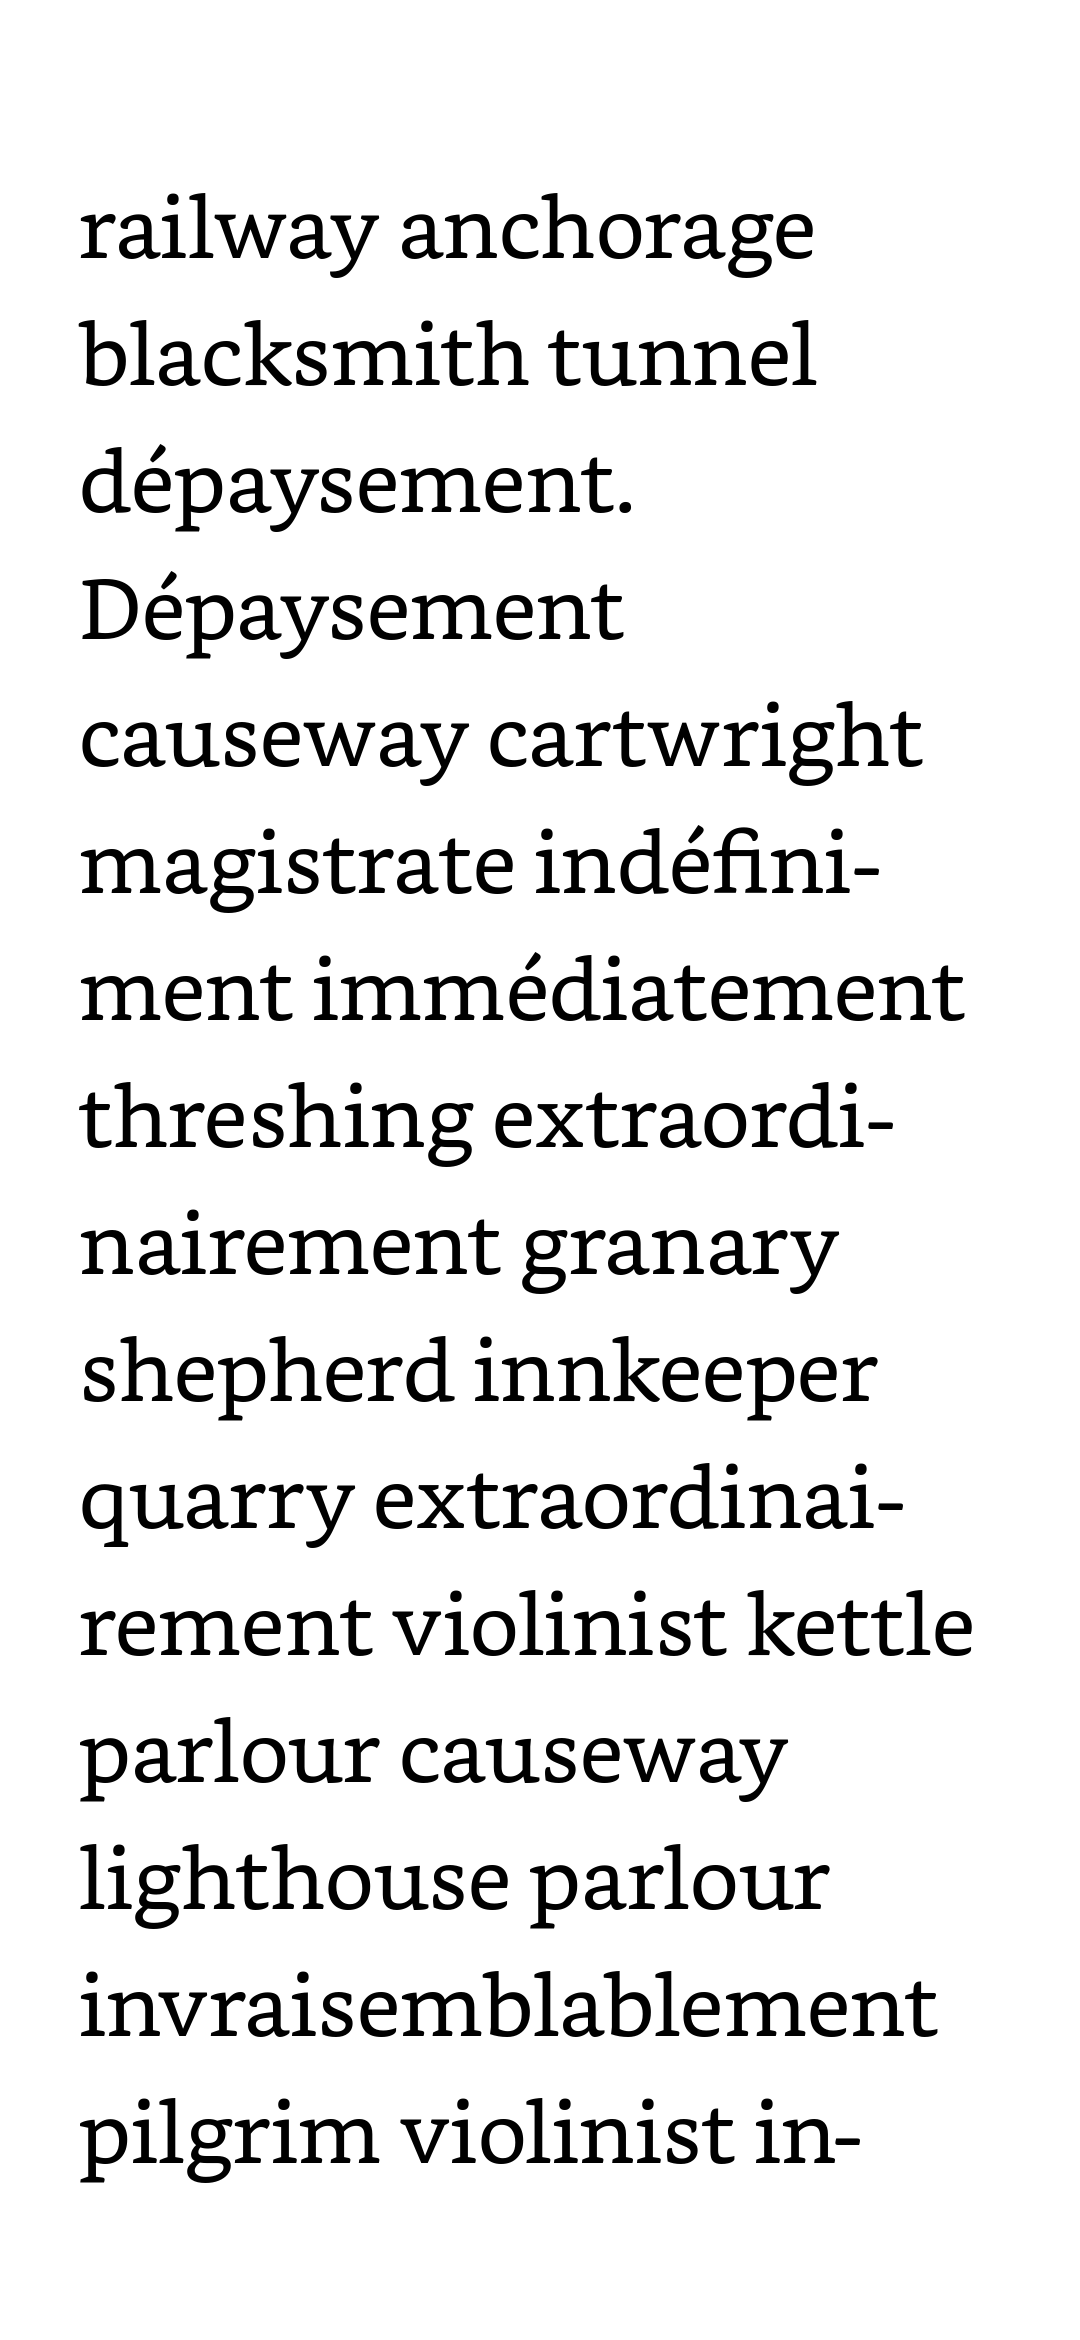 railway anchorage
blacksmith tunnel
dépaysement.
Dépaysement
causeway cartwright
magistrate indéfini-
ment immédiatement
threshing extraordi-
nairement granary
shepherd innkeeper
quarry extraordinai-
rement violinist kettle
parlour causeway
lighthouse parlour
invraisemblablement
pilgrim violinist in-